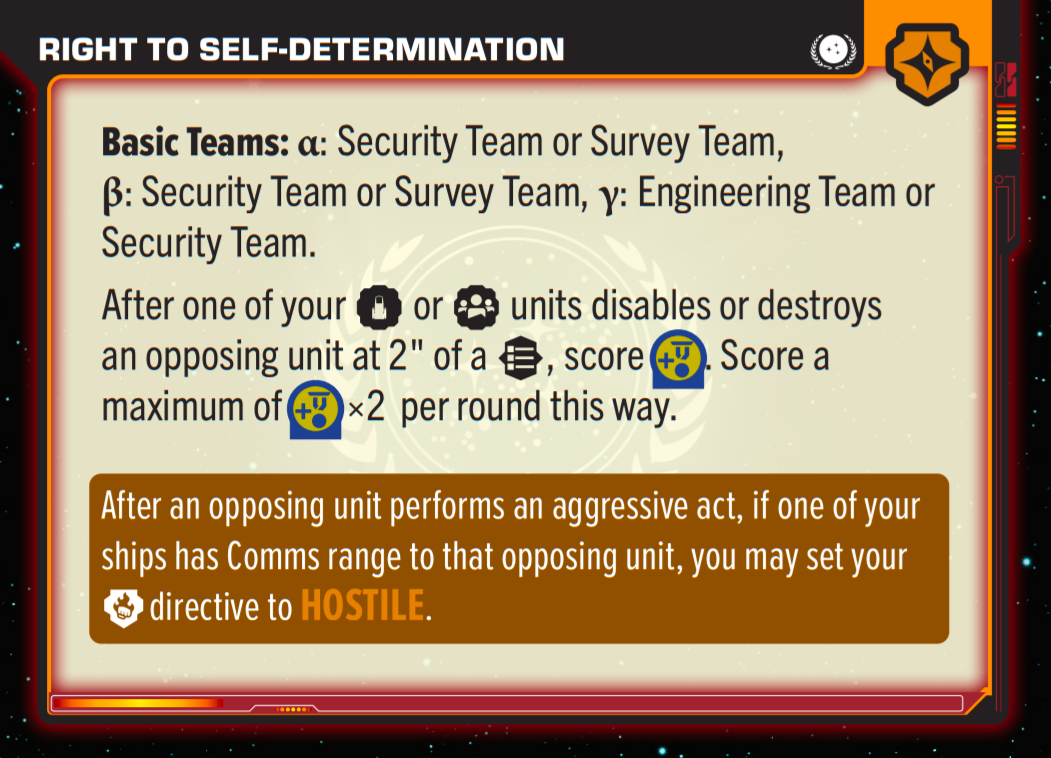 RIGHT TO SELF-DETERMINATION
Basic Teams: α: Security Team or Survey Team,
β: Security Team or Survey Team, γ: Engineering Team or
Security Team.
After one of your or units disables or destroys
an opposing unit at 2" of a , score + . Score a
maximum of + ×2 per round this way.
After an opposing unit performs an aggressive act, if one of your
ships has Comms range to that opposing unit, you may set your
directive to HOSTILE.